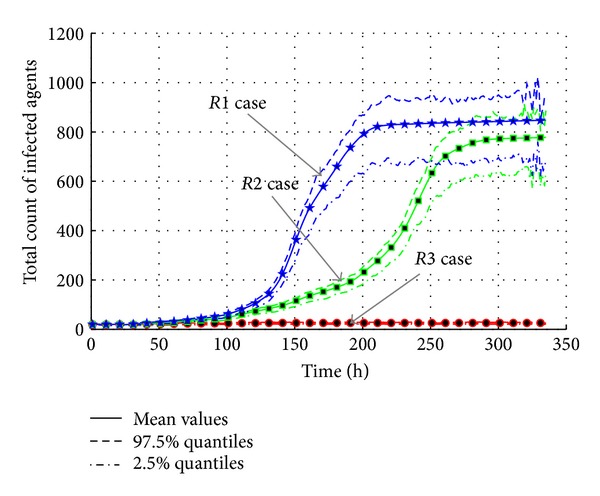 Total count of infected agents
1200
1000
800
600
400
200
0
R1 case
R2 case
R3 case
0 50 100 150 200 250 300 350
Time (h)
Mean values
97.5% quantiles
2.5% quantiles